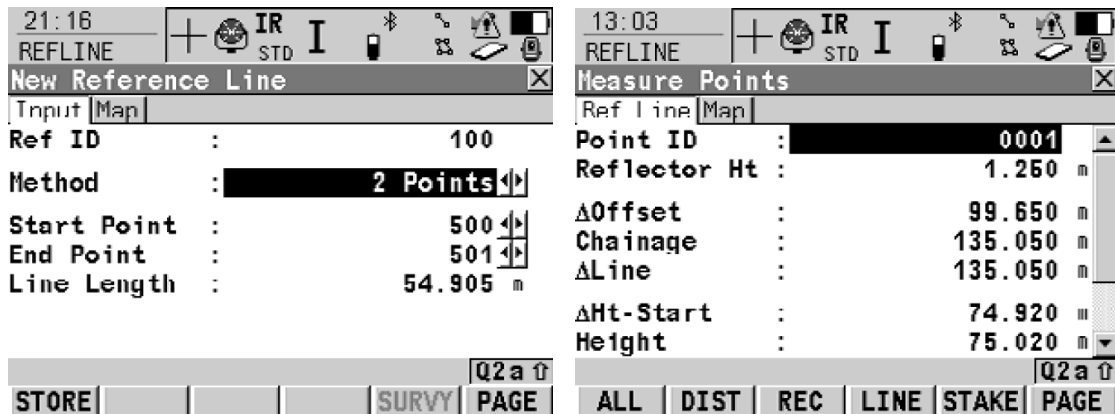 21:16
REFLINE
IR
STD
I
New Reference Line
Input Map
Ref ID : 100
Method : 2 Points
Start Point : 500
End Point : 501
Line Length : 54.905 m
Q2a
STORE SURVY PAGE
13:03
REFLINE
IR
STD
I
Measure Points
Ref Line Map
Point ID : 0001
Reflector Ht : 1.250 m
ΔOffset : 99.650 m
Chainage : 135.050 m
ΔLine : 135.050 m
ΔHt-Start : 74.920 m
Height : 75.020 m
Q2a
ALL DIST REC LINE STAKE PAGE